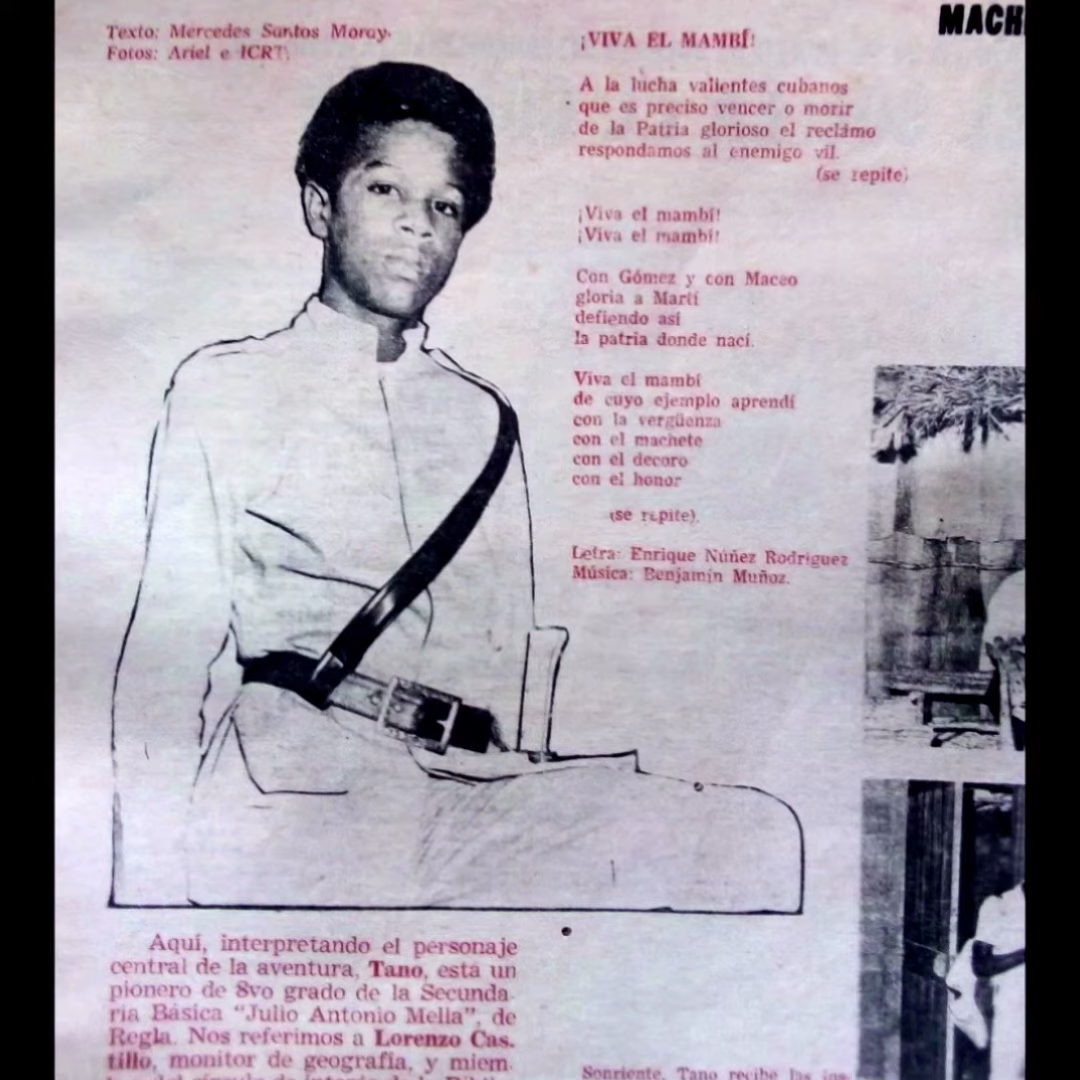 Texto: Mercedes Santos Moray
Fotos: Ariel e ICRT
MACH
¡VIVA EL MAMBÍ!
A la lucha valientes cubanos
que es preciso vencer o morir
de la Patria glorioso el reclamo
respondamos al enemigo vil.
(se repite)
¡Viva el mambí!
¡Viva el mambí!
Con Gómez y con Maceo
gloria a Martí
defiendo así
la patria donde nací.
Viva el mambí
de cuyo ejemplo aprendí
con la vergüenza
con el machete
con el decoro
con el honor
(se repite).
Letra: Enrique Núñez Rodríguez
Música: Benjamín Muñoz.
Aquí, interpretando el personaje
central de la aventura, Tano, está un
pionero de 8vo grado de la Secunda-
ria Básica "Julio Antonio Mella", de
Regla. Nos referimos a Lorenzo Cas-
tillo, monitor de geografía, y miem-
Sonriente, Tano recibe las